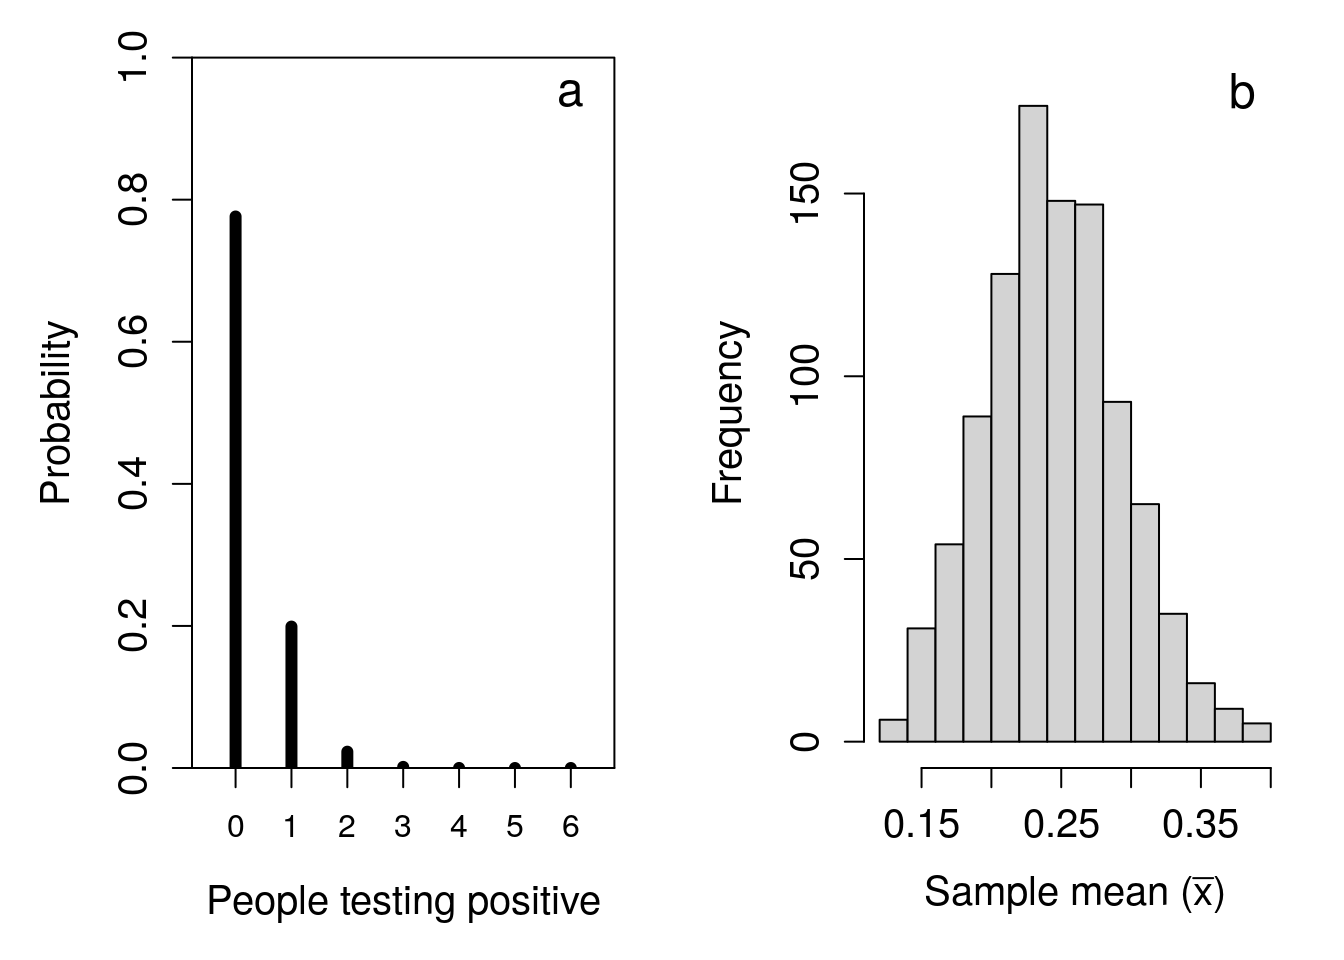 a
Probability
1.0
0.8
0.6
0.4
0.2
0.0
0 1 2 3 4 5 6
People testing positive
b
Frequency
150
100
50
0
0.15 0.25 0.35
Sample mean (x̅)